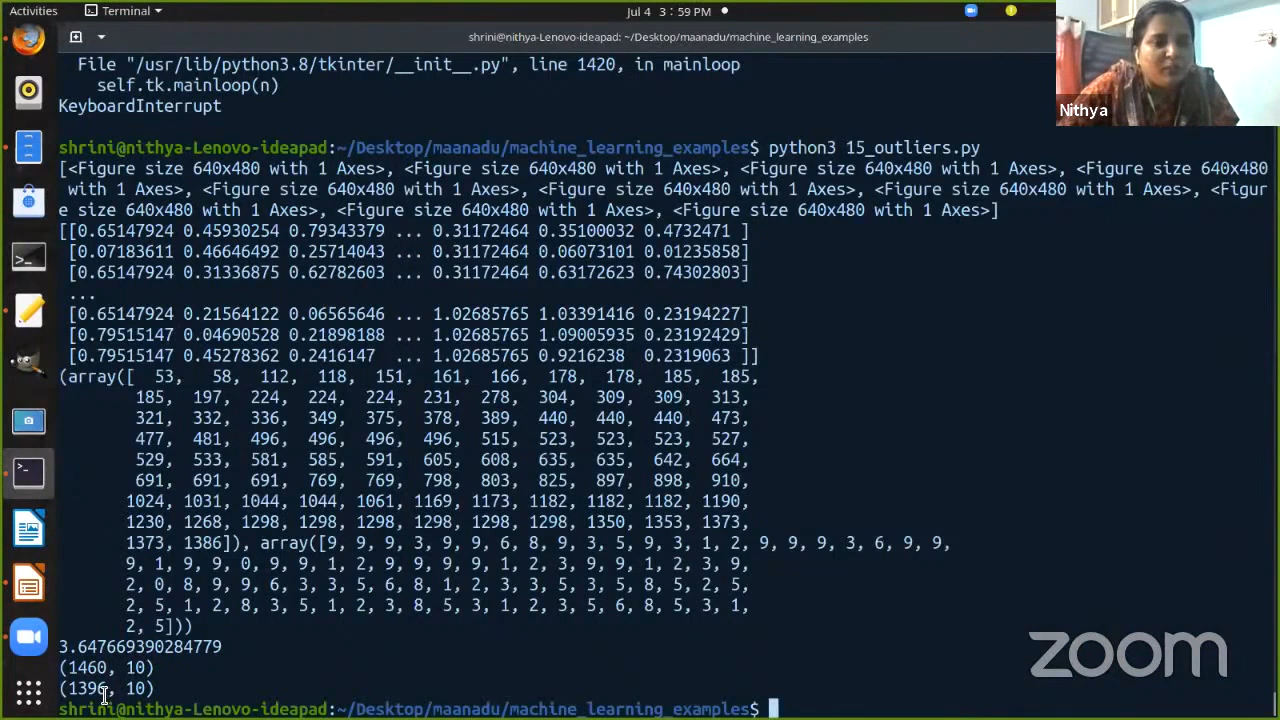 Activities
Terminal
Jul 4 3:59 PM
shrini@nithya-Lenovo-ideapad: ~/Desktop/maanadu/machine_learning_examples
File "/usr/lib/python3.8/tkinter/__init__.py", line 1420, in mainloop
self.tk.mainloop(n)
KeyboardInterrupt
Nithya
shrini@nithya-Lenovo-ideapad:~/Desktop/maanadu/machine_learning_examples$ python3 15_outliers.py
[<Figure size 640x480 with 1 Axes>, <Figure size 640x480 with 1 Axes>, <Figure size 640x480 with 1 Axes>, <Figure size 640x480
with 1 Axes>, <Figure size 640x480 with 1 Axes>, <Figure size 640x480 with 1 Axes>, <Figure size 640x480 with 1 Axes>, <Figur
e size 640x480 with 1 Axes>, <Figure size 640x480 with 1 Axes>, <Figure size 640x480 with 1 Axes>]
[[0.65147924 0.45930254 0.79343379 ... 0.31172464 0.35100032 0.4732471 ]
[0.07183611 0.46646492 0.25714043 ... 0.31172464 0.06073101 0.01235858]
[0.65147924 0.31336875 0.62782603 ... 0.31172464 0.63172623 0.74302803]
...
[0.65147924 0.21564122 0.06565646 ... 1.02685765 1.03391416 0.23194227]
[0.79515147 0.04690528 0.21898188 ... 1.02685765 1.09005935 0.23192429]
[0.79515147 0.45278362 0.2416147 ... 1.02685765 0.9216238 0.2319063 ]]
(array([ 53, 58, 112, 118, 151, 161, 166, 178, 178, 185, 185,
185, 197, 224, 224, 224, 231, 278, 304, 309, 309, 313,
321, 332, 336, 349, 375, 378, 389, 440, 440, 440, 473,
477, 481, 496, 496, 496, 496, 515, 523, 523, 523, 527,
529, 533, 581, 585, 591, 605, 608, 635, 635, 642, 664,
691, 691, 691, 769, 769, 798, 803, 825, 897, 898, 910,
1024, 1031, 1044, 1044, 1061, 1169, 1173, 1182, 1182, 1182, 1190,
1230, 1268, 1298, 1298, 1298, 1298, 1298, 1298, 1350, 1353, 1373,
1373, 1386]), array([9, 9, 9, 3, 9, 9, 6, 8, 9, 3, 5, 9, 3, 1, 2, 9, 9, 9, 3, 6, 9, 9,
9, 1, 9, 9, 0, 9, 9, 1, 2, 9, 9, 9, 9, 1, 2, 3, 9, 9, 1, 2, 3, 9,
2, 0, 8, 9, 9, 6, 3, 3, 5, 6, 8, 1, 2, 3, 3, 5, 3, 5, 8, 5, 2, 5,
2, 5, 1, 2, 8, 3, 5, 1, 2, 3, 8, 5, 3, 1, 2, 3, 5, 6, 8, 5, 3, 1,
2, 5]))
3.647669390284779
(1460, 10)
(1396, 10)
shrini@nithya-Lenovo-ideapad:~/Desktop/maanadu/machine_learning_examples$
zoom